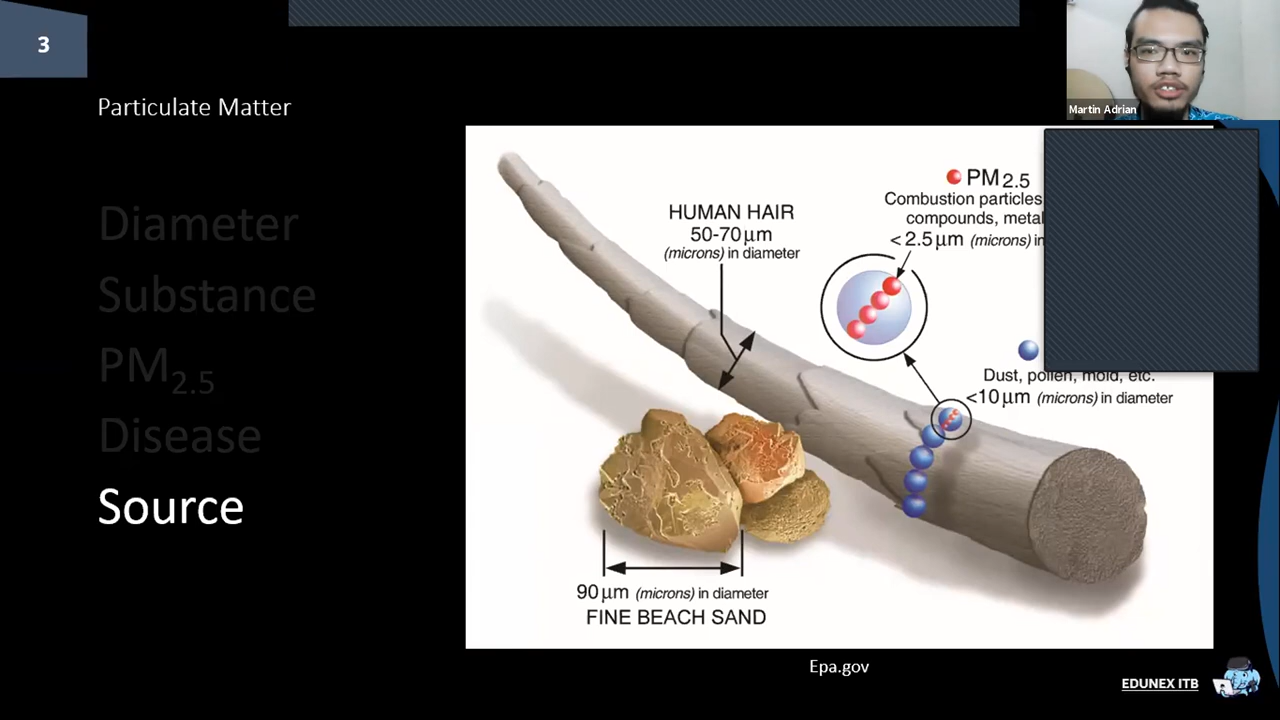 3
Particulate Matter
Diameter
Substance
PM2.5
Disease
Source
HUMAN HAIR
50-70μm
(microns) in diameter
PM2.5
Combustion particles,
compounds, metal
< 2.5μm (microns) in
Dust, pollen, mold, etc.
<10μm (microns) in diameter
90μm (microns) in diameter
FINE BEACH SAND
Epa.gov
Martin Adrian
EDUNEX ITB